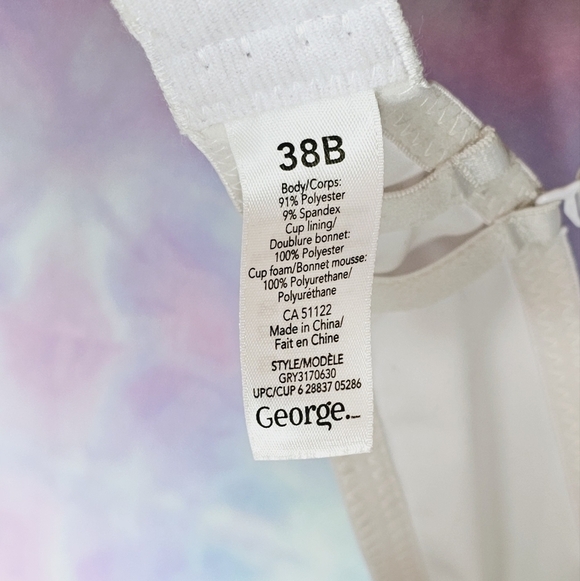 38B
Body/Corps:
91% Polyester
9% Spandex
Cup lining/
Doublure bonnet:
100% Polyester
Cup foam/Bonnet mousse:
100% Polyurethane/
Polyuréthane
CA 51122
Made in China/
Fait en Chine
STYLE/MODÈLE
GRY3170630
UPC/CUP 6 28837 05286
George.